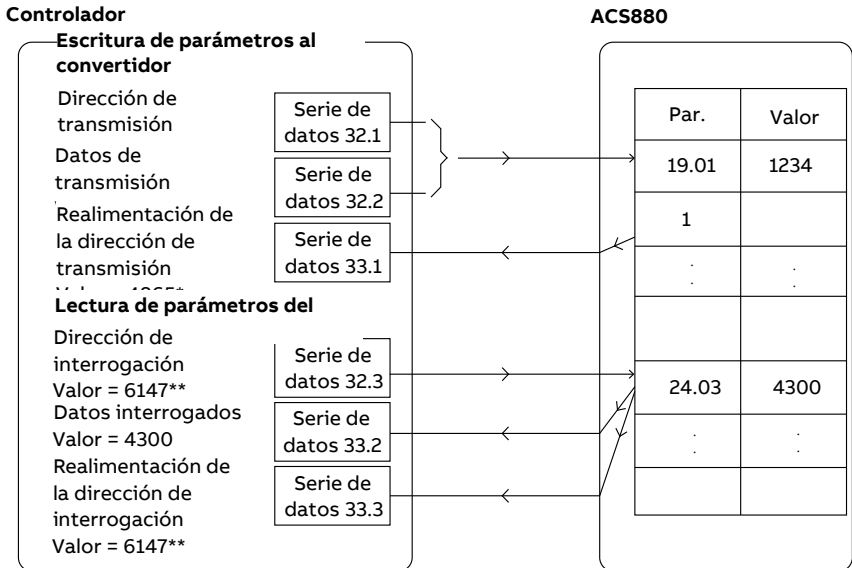 Controlador
ACS880
Escritura de parámetros al
convertidor
Dirección de
transmisión
Serie de
datos 32.1
Datos de
transmisión
Serie de
datos 32.2
Realimentación de
la dirección de
transmisión
Serie de
datos 33.1
Lectura de parámetros del
Dirección de
interrogación
Valor = 6147**
Serie de
datos 32.3
Datos interrogados
Valor = 4300
Serie de
datos 33.2
Realimentación de
la dirección de
interrogación
Valor = 6147**
Serie de
datos 33.3
Par. Valor
19.01 1234
1
24.03 4300